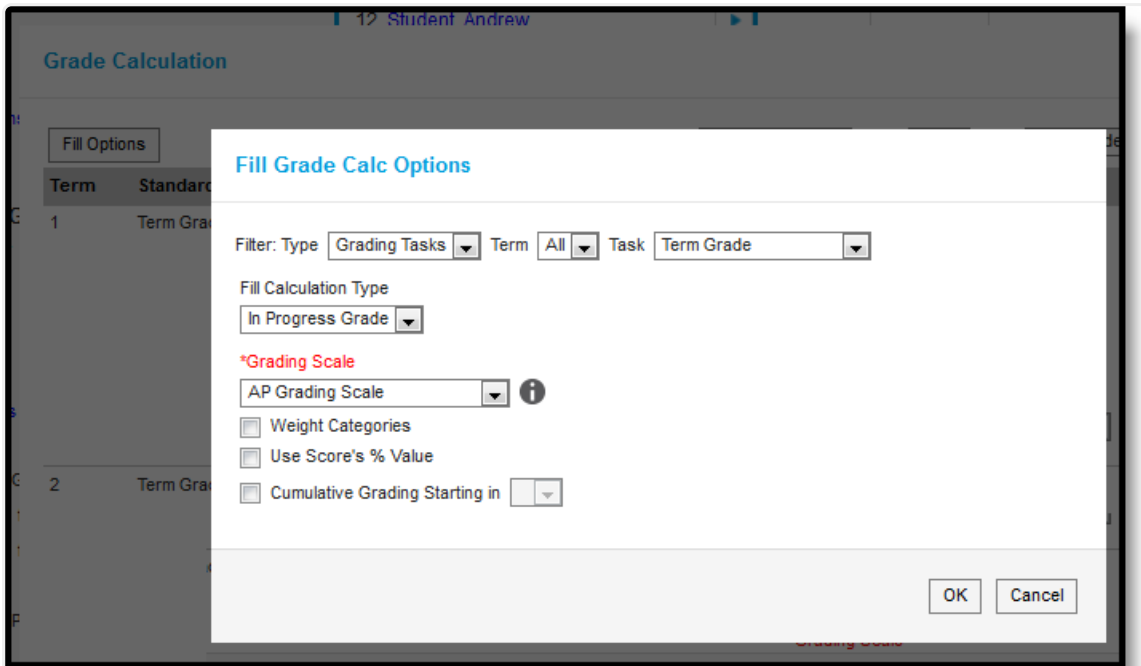 12 Student Andrew
Grade Calculation
Fill Options
Term Standard
1 Term Grad
2 Term Grad
Fill Grade Calc Options
Filter: Type Grading Tasks Term All Task Term Grade
Fill Calculation Type
In Progress Grade
*Grading Scale
AP Grading Scale
Weight Categories
Use Score's % Value
Cumulative Grading Starting in
OK Cancel
Grading Scale